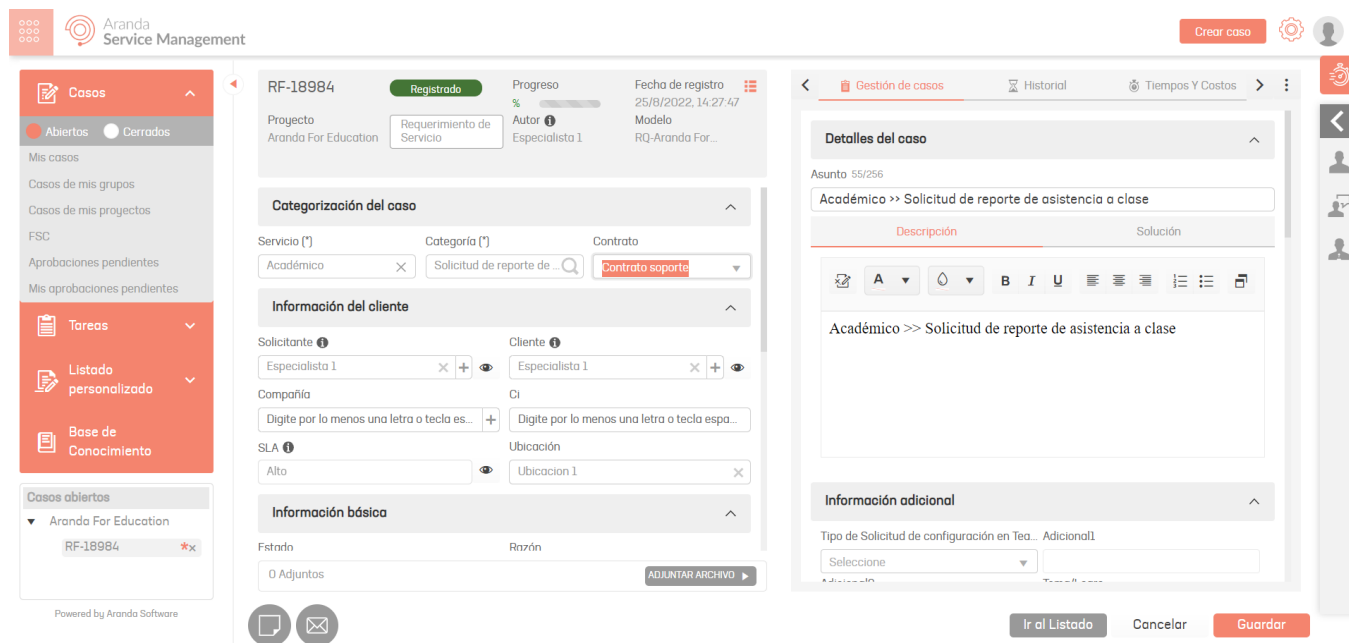 Aranda
Service Management
Crear caso
Casos
Abiertos
Cerrados
Mis casos
Casos de mis grupos
Casos de mis proyectos
FSC
Aprobaciones pendientes
Mis aprobaciones pendientes
Tareas
Listado
personalizado
Base de
Conocimiento
Casos abiertos
Aranda For Education
RF-18984
Powered by Aranda Software
RF-18984
Registrado
Progreso
%
Fecha de registro
25/8/2022, 14:27:47
Proyecto
Aranda For Education
Requerimiento de
Servicio
Autor
Especialista 1
Modelo
RQ-Aranda For...
Categorización del caso
Servicio (*)
Categoría (*)
Contrato
Académico
Solicitud de reporte de ...
Contrato soporte
Información del cliente
Solicitante
Cliente
Especialista 1
Especialista 1
Compañía
Ci
Digite por lo menos una letra o tecla es...
Digite por lo menos una letra o tecla espa...
SLA
Ubicación
Alto
Ubicacion 1
Información básica
Estado
Razón
0 Adjuntos
ADJUNTAR ARCHIVO
Gestión de casos
Historial
Tiempos Y Costos
Detalles del caso
Asunto 55/256
Académico >> Solicitud de reporte de asistencia a clase
Descripción
Solución
A
B I U
Académico >> Solicitud de reporte de asistencia a clase
Información adicional
Tipo de Solicitud de configuración en Tea...
Adicional1
Seleccione
Ir al Listado
Cancelar
Guardar